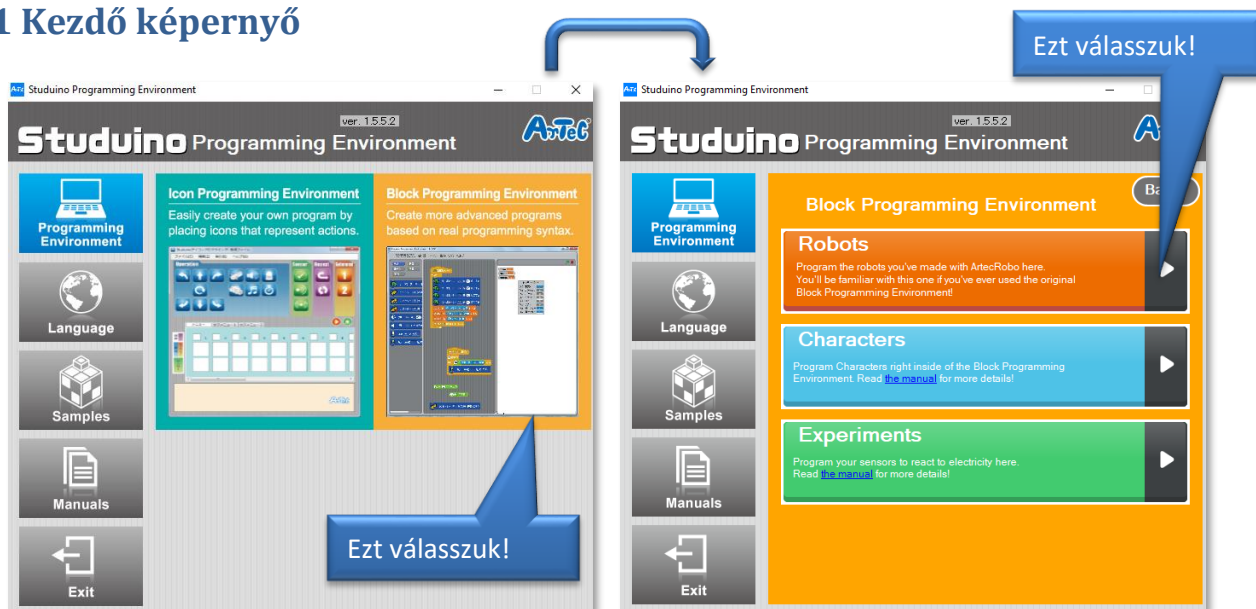 1 Kezdő képernyő
Ezt válasszuk!
Studuino Programming Environment
ver. 1.5.5.2
Studuino Programming Environment
ArTeC
Programming
Environment
Language
Samples
Manuals
Exit
Icon Programming Environment
Easily create your own program by
placing icons that represent actions.
Block Programming Environment
Create more advanced programs
based on real programming syntax.
Ezt válasszuk!
Studuino Programming Environment
ver. 1.5.5.2
Studuino Programming Environment
Programming
Environment
Language
Samples
Manuals
Exit
Block Programming Environment
Robots
Program the robots you've made with ArtecRobo here.
You'll be familiar with this one if you've ever used the original
Block Programming Environment!
Characters
Program Characters right inside of the Block Programming
Environment. Read the manual for more details!
Experiments
Program your sensors to react to electricity here.
Read the manual for more details!